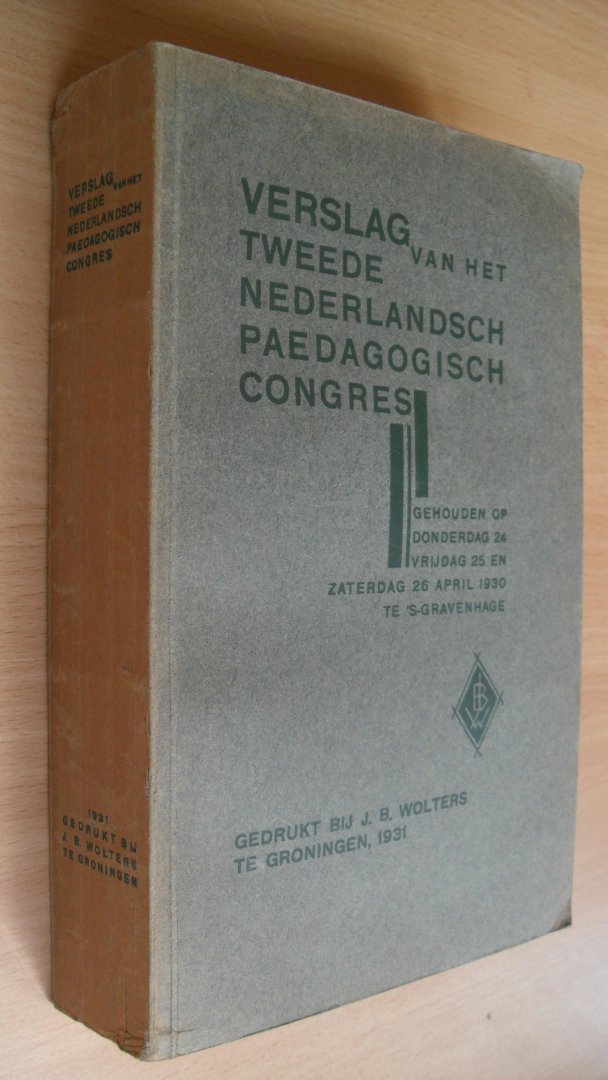 VERSLAG VAN HET
TWEEDE
NEDERLANDSCH
PAEDAGOGISCH
CONGRES
1931
GEDRUKT BIJ
J. B. WOLTERS
TE GRONINGEN
VERSLAG VAN HET
TWEEDE
NEDERLANDSCH
PAEDAGOGISCH
CONGRES
GEHOUDEN OP
DONDERDAG 24
VRIJDAG 25 EN
ZATERDAG 26 APRIL 1930
TE 'S-GRAVENHAGE
GEDRUKT BIJ J. B. WOLTERS
TE GRONINGEN, 1931